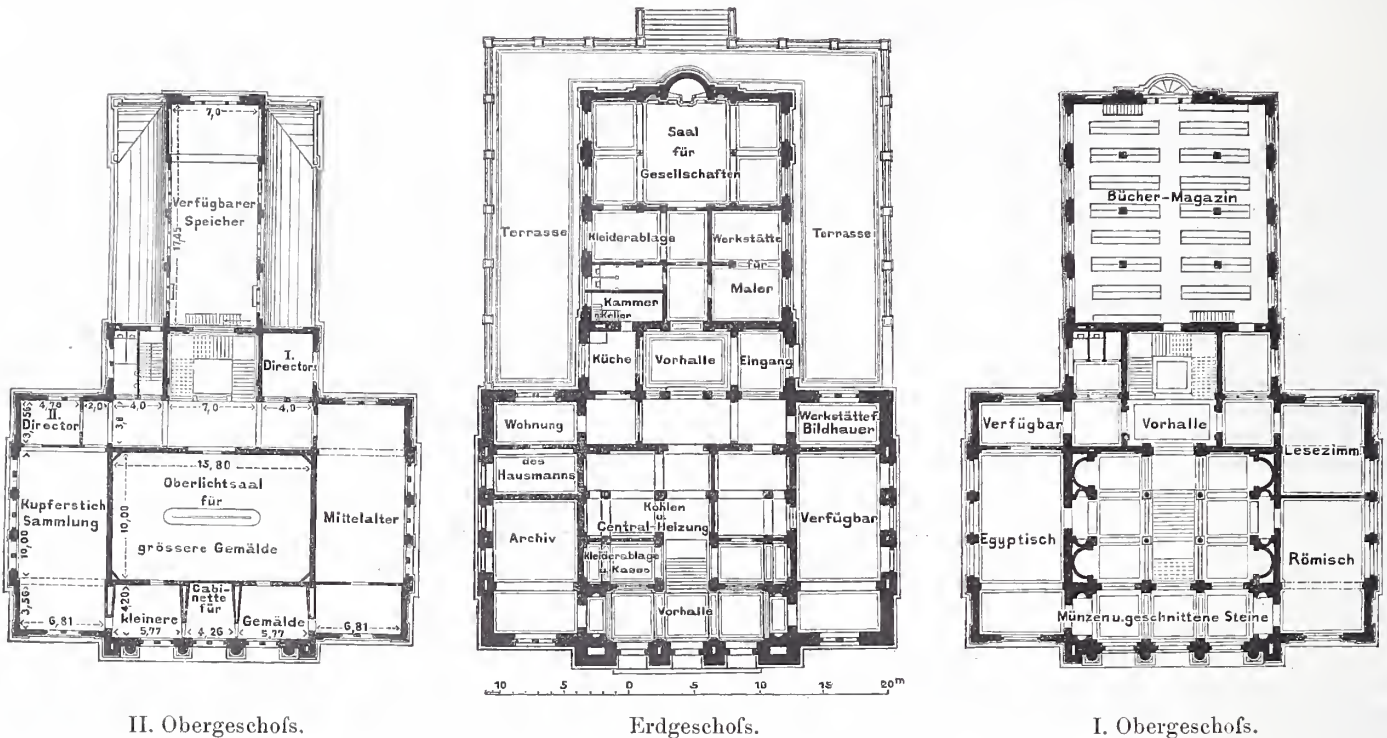 7,0
Verfügbarer
Speicher
17,45
I.
Director
4,78
2,0
4,0
7,0
4,0
3,56
II.
Director
3,8
13,80
Oberlichtsaal
für
grössere Gemälde
10,00
Kupferstich
Sammlung
10,00
Mittelalter
3,56
6,81
4,20
kleinere
5,77
Cabi-
nette
für
4,26
Gemälde
5,77
6,81
II. Obergeschoſs.
Saal
für
Gesellschaften
Terrasse
Terrasse
Kleiderablage
Werkstätte
für
Maler
Kammer
Keller
Küche
Vorhalle
Eingang
Wohnung
des
Hausmanns
Werkstätte f.
Bildhauer
Kohlen
u.
Central-Heizung
Archiv
Verfügbar
Kleiderablage
u. Kasse
Vorhalle
10 5 0 5 10 15 20 m
Erdgeschoſs.
Bücher-Magazin
Verfügbar
Vorhalle
Lesezimm.
Egyptisch
Römisch
Münzen u. geschnittene Steine
I. Obergeschoſs.